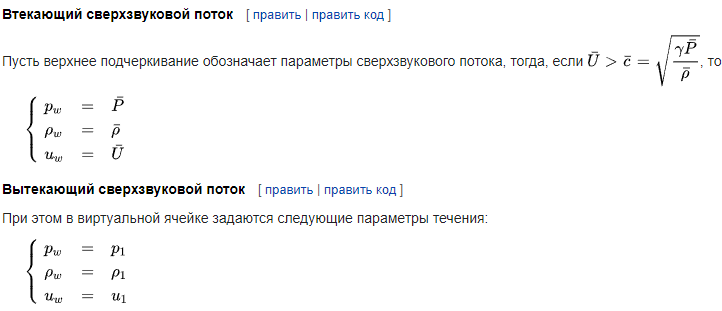 Втекающий сверхзвуковой поток [ править | править код ]
Пусть верхнее подчеркивание обозначает параметры сверхзвукового потока, тогда, если $\bar{U} > \bar{c} = \sqrt{\dfrac{\gamma \bar{P}}{\bar{\rho}}}$, то
$\begin{cases} p_w & = & \bar{P} \\ \rho_w & = & \bar{\rho} \\ u_w & = & \bar{U} \end{cases}$
Вытекающий сверхзвуковой поток [ править | править код ]
При этом в виртуальной ячейке задаются следующие параметры течения:
$\begin{cases} p_w & = & p_1 \\ \rho_w & = & \rho_1 \\ u_w & = & u_1 \end{cases}$